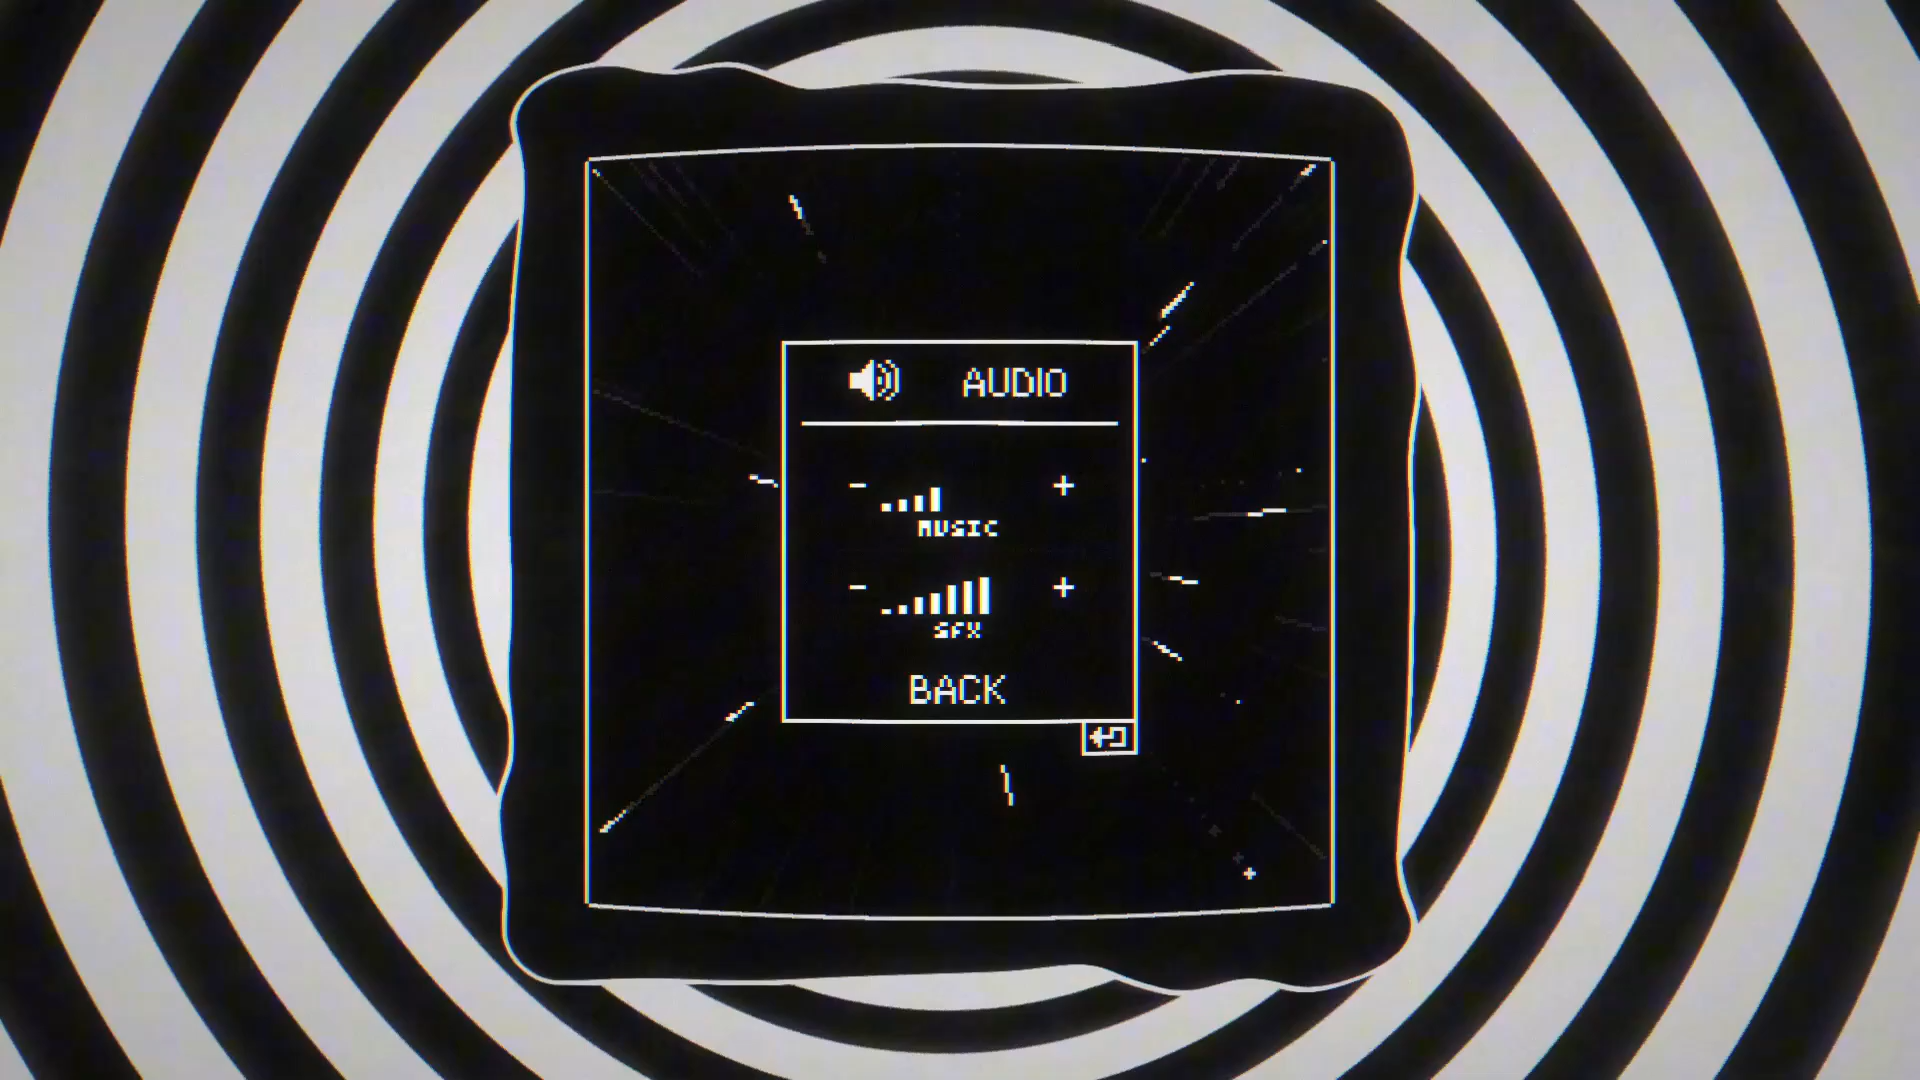 AUDIO
- +
MUSIC
- +
SFX
BACK